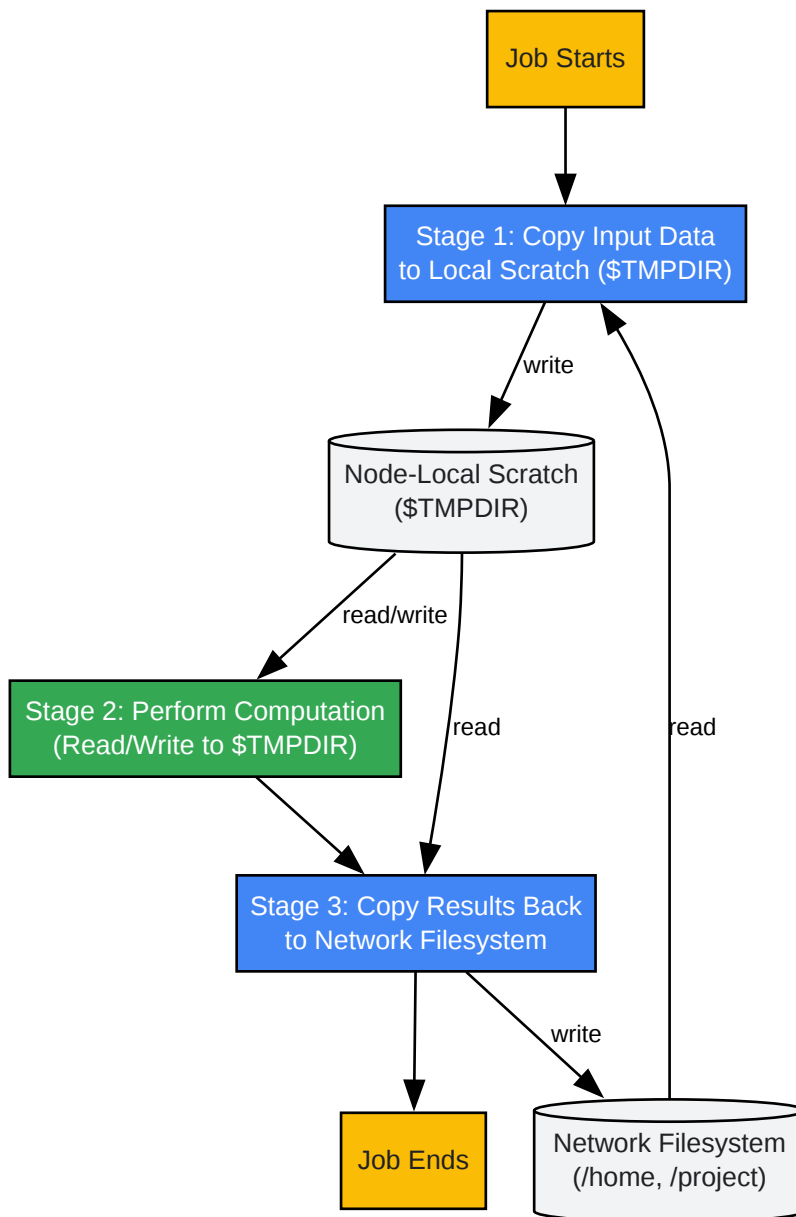 Job Starts
Stage 1: Copy Input Data
to Local Scratch ($TMPDIR)
write
Node-Local Scratch
($TMPDIR)
read/write
Stage 2: Perform Computation
(Read/Write to $TMPDIR)
read
read
Stage 3: Copy Results Back
to Network Filesystem
write
Job Ends
Network Filesystem
(/home, /project)